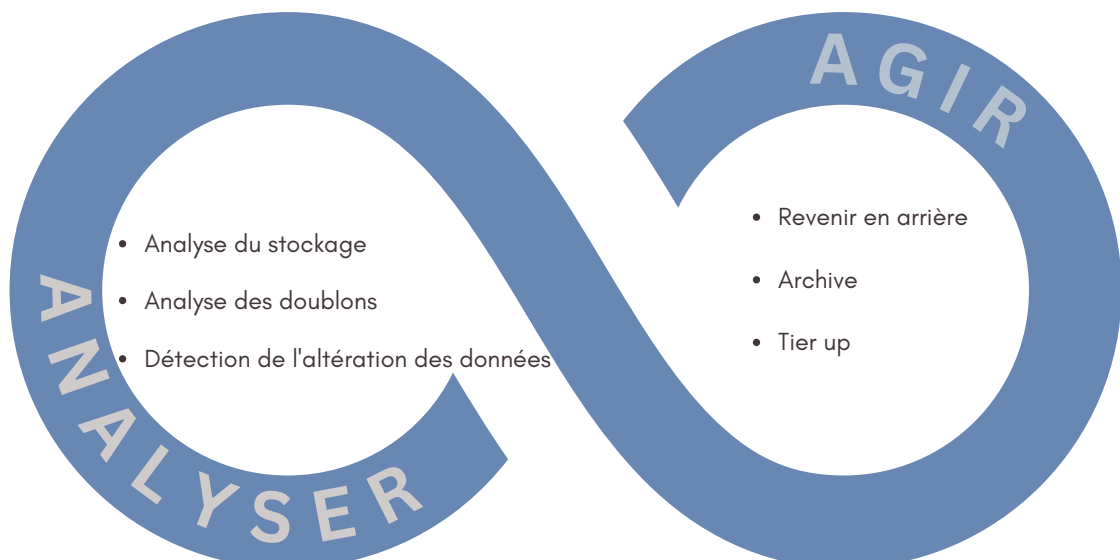 ANALYSER
• Analyse du stockage
• Analyse des doublons
• Détection de l'altération des données
AGIR
• Revenir en arrière
• Archive
• Tier up